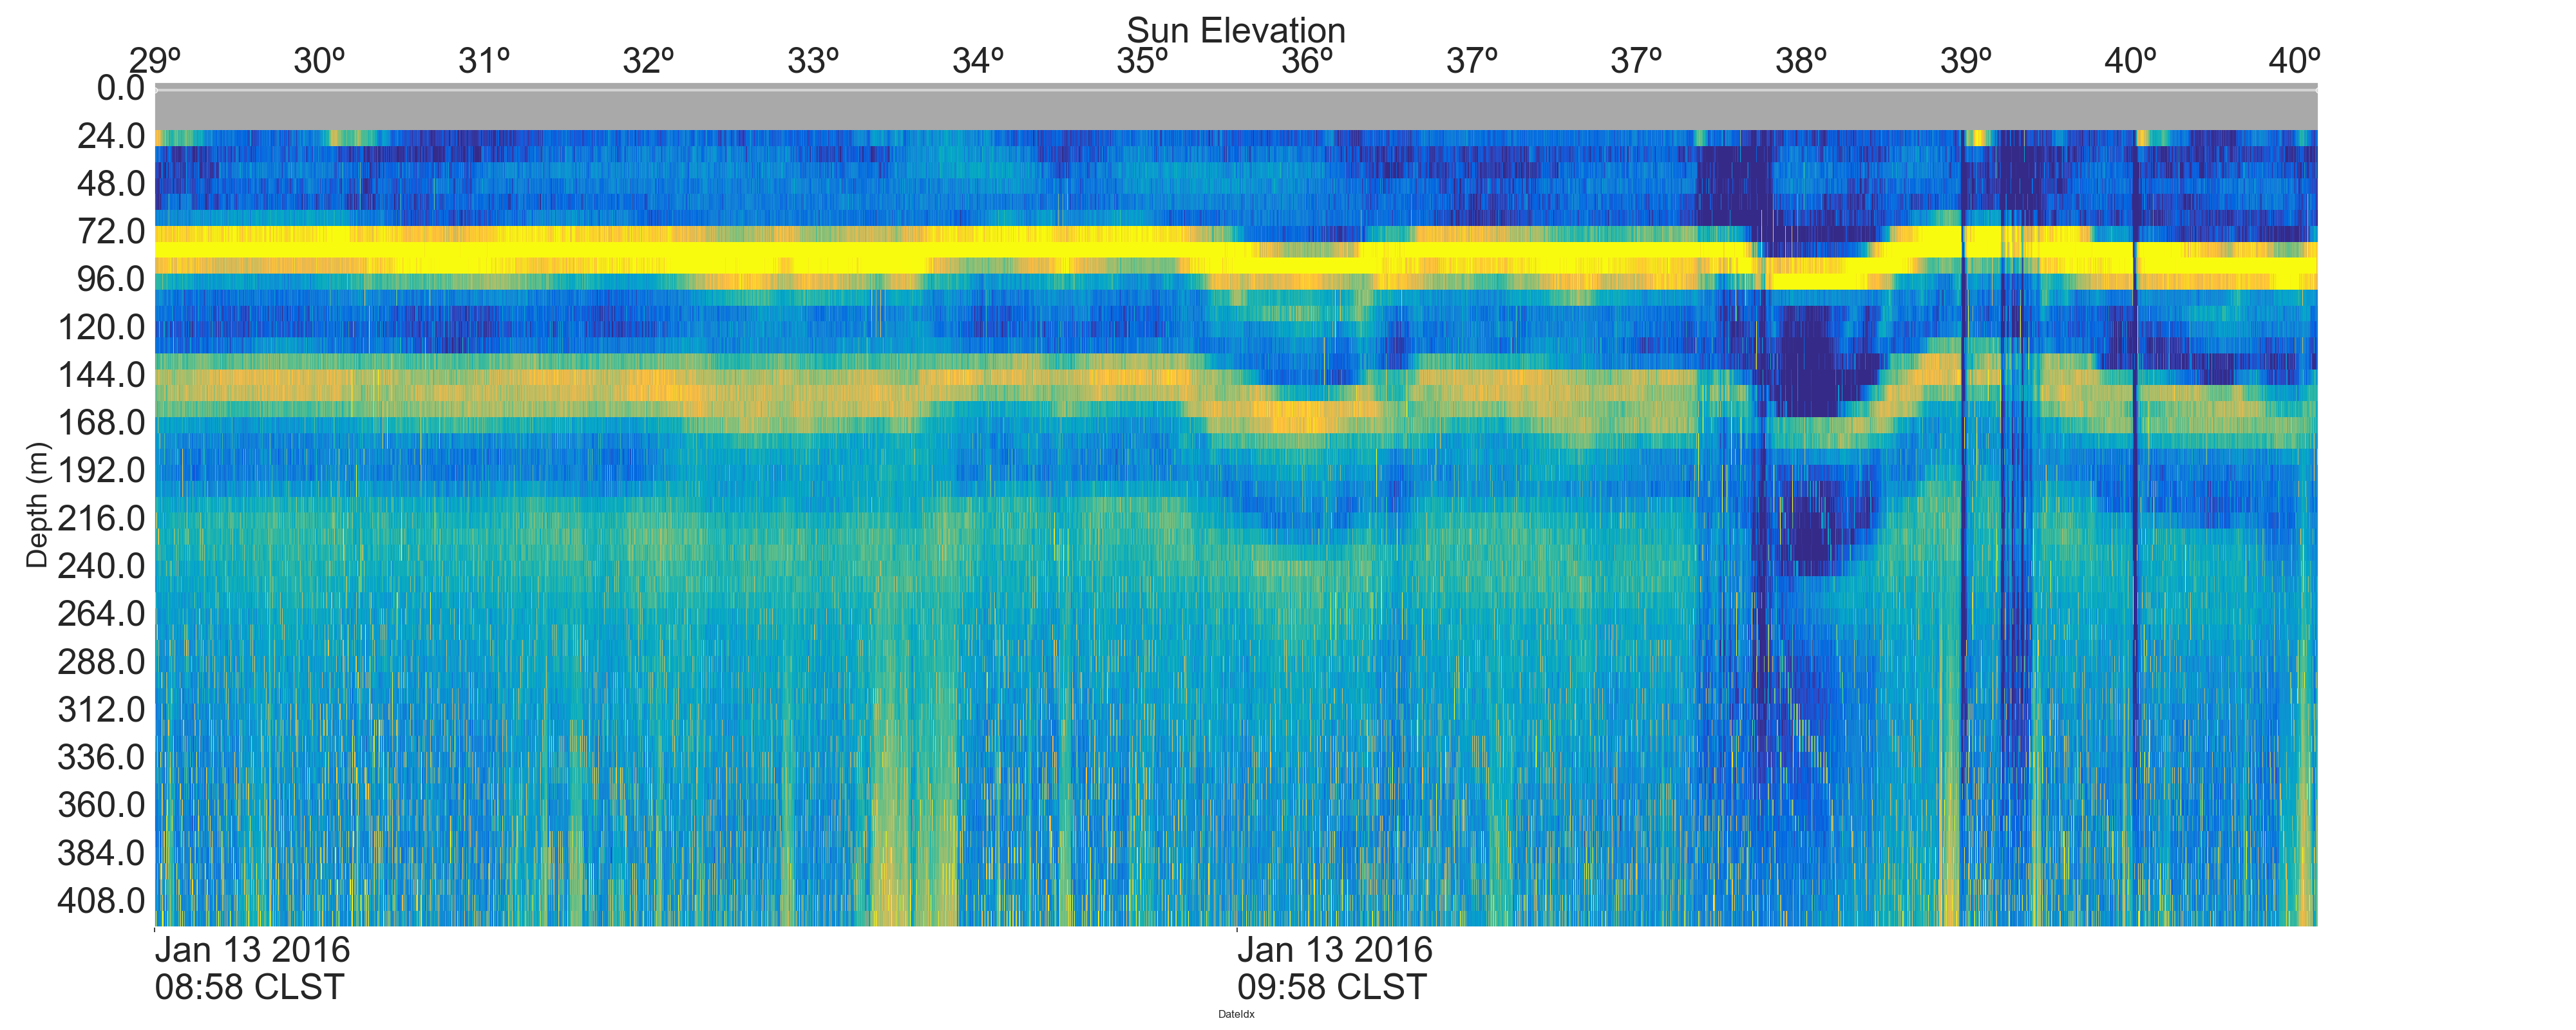 Sun Elevation
29º 30º 31º 32º 33º 34º 35º 36º 37º 37º 38º 39º 40º 40º
0.0
24.0
48.0
72.0
96.0
120.0
144.0
168.0
192.0
216.0
240.0
264.0
288.0
312.0
336.0
360.0
384.0
408.0
Depth (m)
Jan 13 2016
08:58 CLST
Jan 13 2016
09:58 CLST
DateIdx